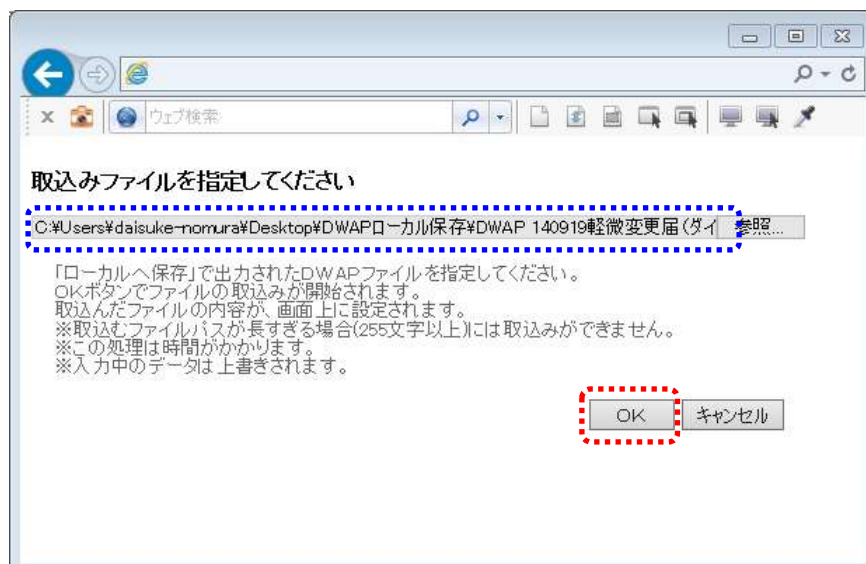 ウェブ検索
取込みファイルを指定してください
C:¥Users¥daisuke-nomura¥Desktop¥DWAPローカル保存¥DWAP 140919軽微変更届(ダイ
参照...
「ローカルへ保存」で出力されたDWAPファイルを指定してください。
OKボタンでファイルの取込みが開始されます。
取込んだファイルの内容が、画面上に設定されます。
※取込むファイルパスが長すぎる場合(255文字以上)には取込みができません。
※この処理は時間がかかります。
※入力中のデータは上書きされます。
OK キャンセル